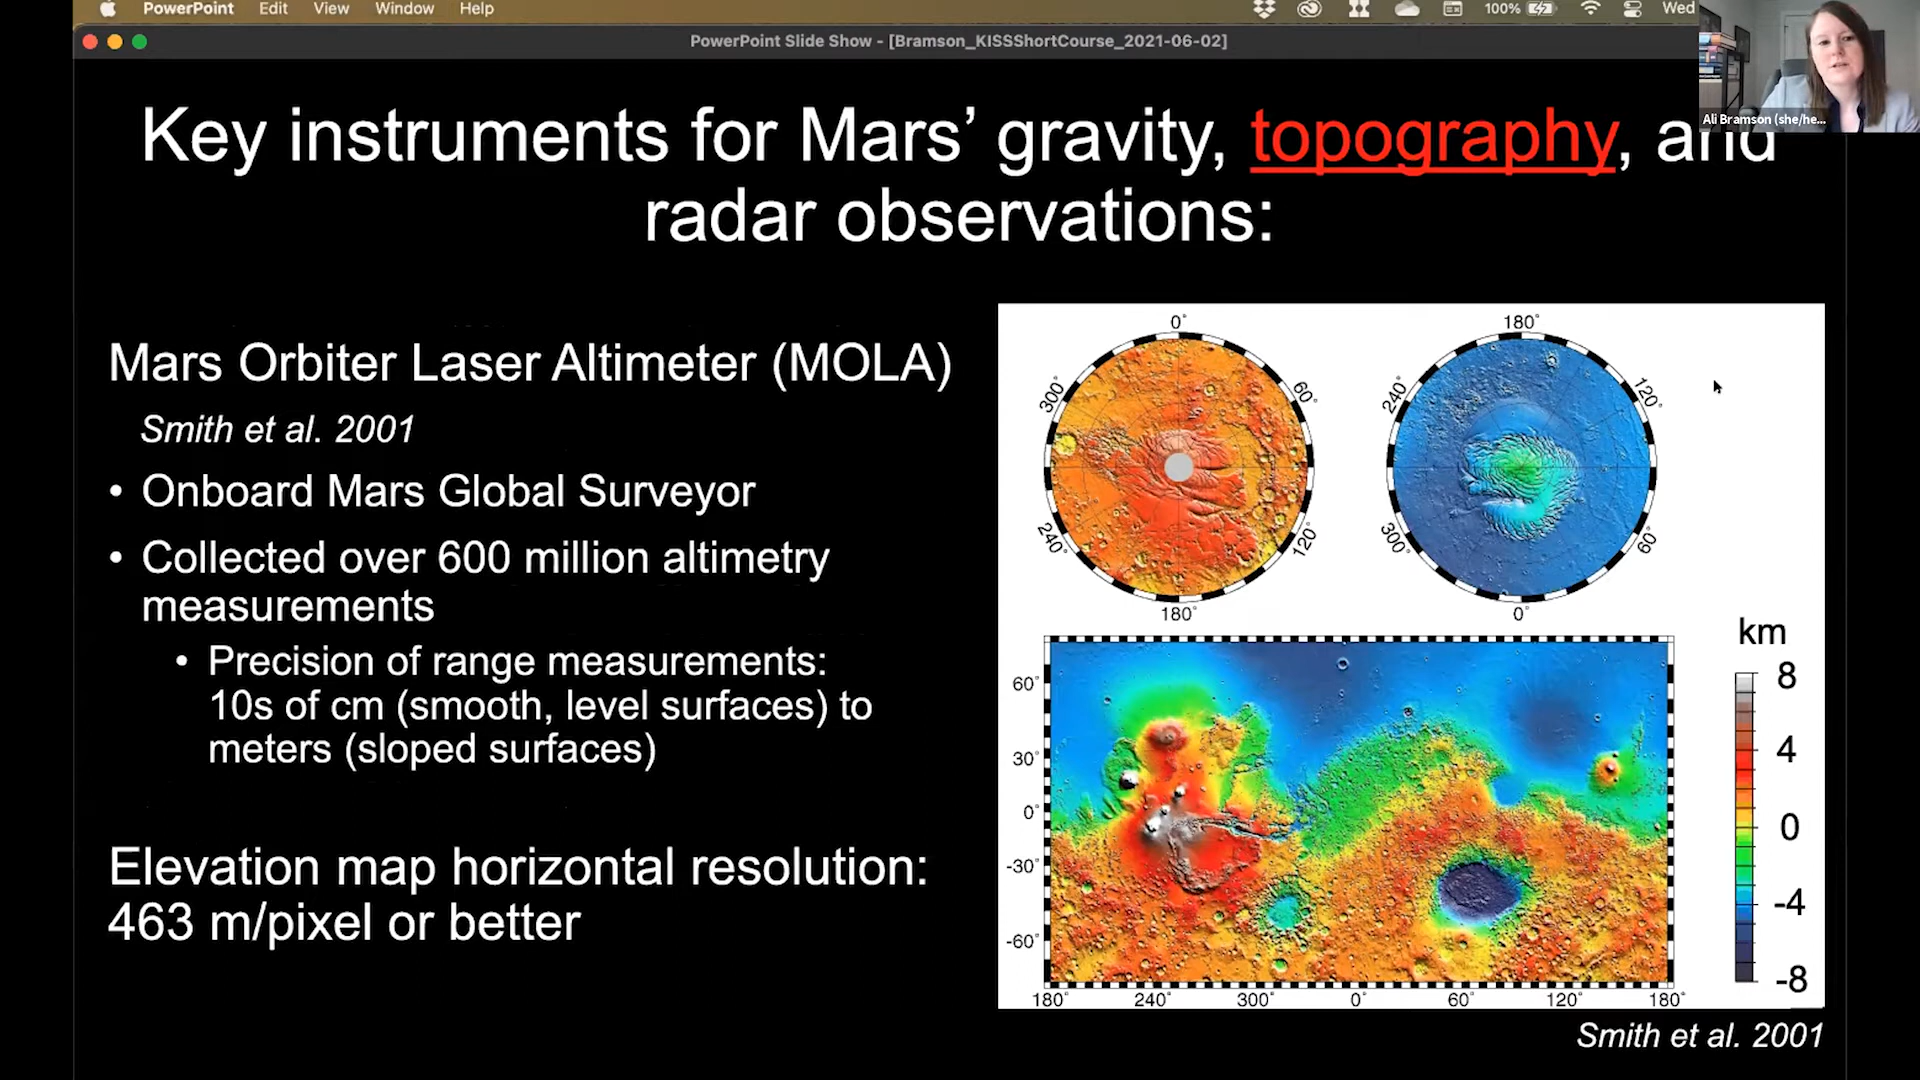 PowerPoint Edit View Window Help 100% Wed
PowerPoint Slide Show - [Bramson_KISSShortCourse_2021-06-02]
Ali Bramson (she/he...
Key instruments for Mars’ gravity, topography, and
radar observations:
Mars Orbiter Laser Altimeter (MOLA)
Smith et al. 2001
• Onboard Mars Global Surveyor
• Collected over 600 million altimetry
measurements
• Precision of range measurements:
10s of cm (smooth, level surfaces) to
meters (sloped surfaces)
Elevation map horizontal resolution:
463 m/pixel or better
0°
300°
60°
240°
120°
180°
180°
240°
120°
300°
60°
0°
60°
30°
0°
-30°
-60°
180° 240° 300° 0° 60° 120° 180°
km
8
4
0
-4
-8
Smith et al. 2001